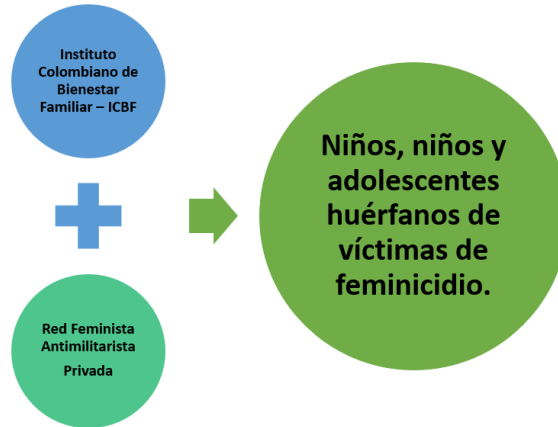 Instituto
Colombiano de
Bienestar
Familiar – ICBF
Red Feminista
Antimilitarista
Privada
Niños, niños y
adolescentes
huérfanos de
víctimas de
feminicidio.